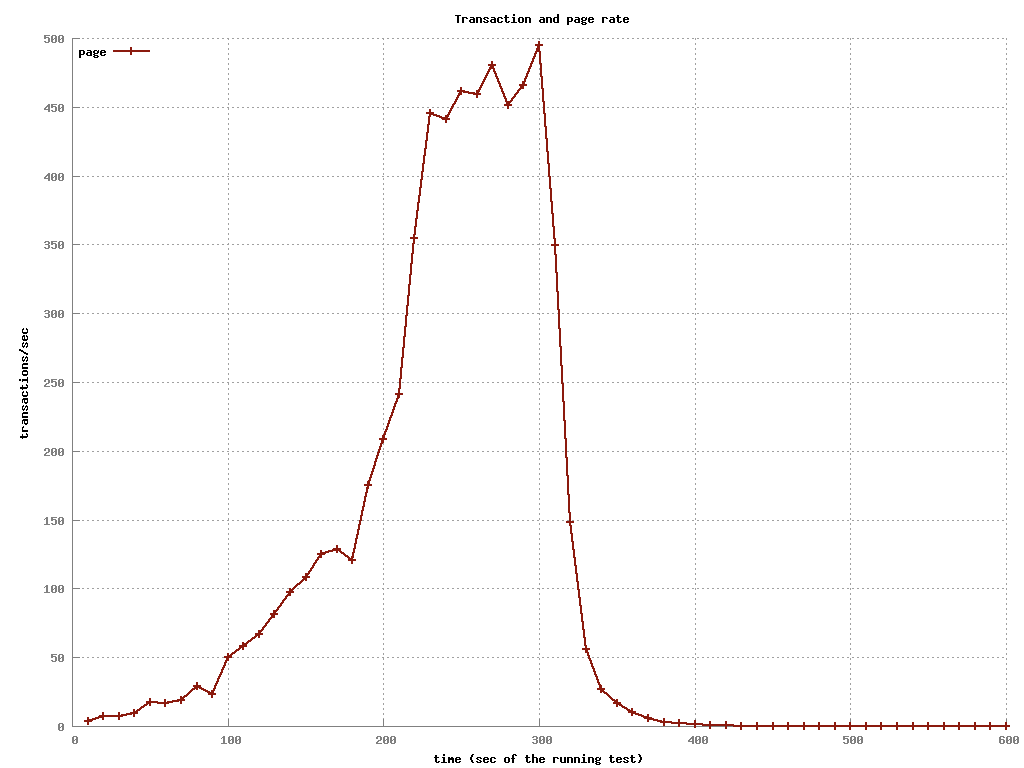 Transaction and page rate
page
500
450
400
350
300
250
200
150
100
50
0
transactions/sec
0 100 200 300 400 500 600
time (sec of the running test)